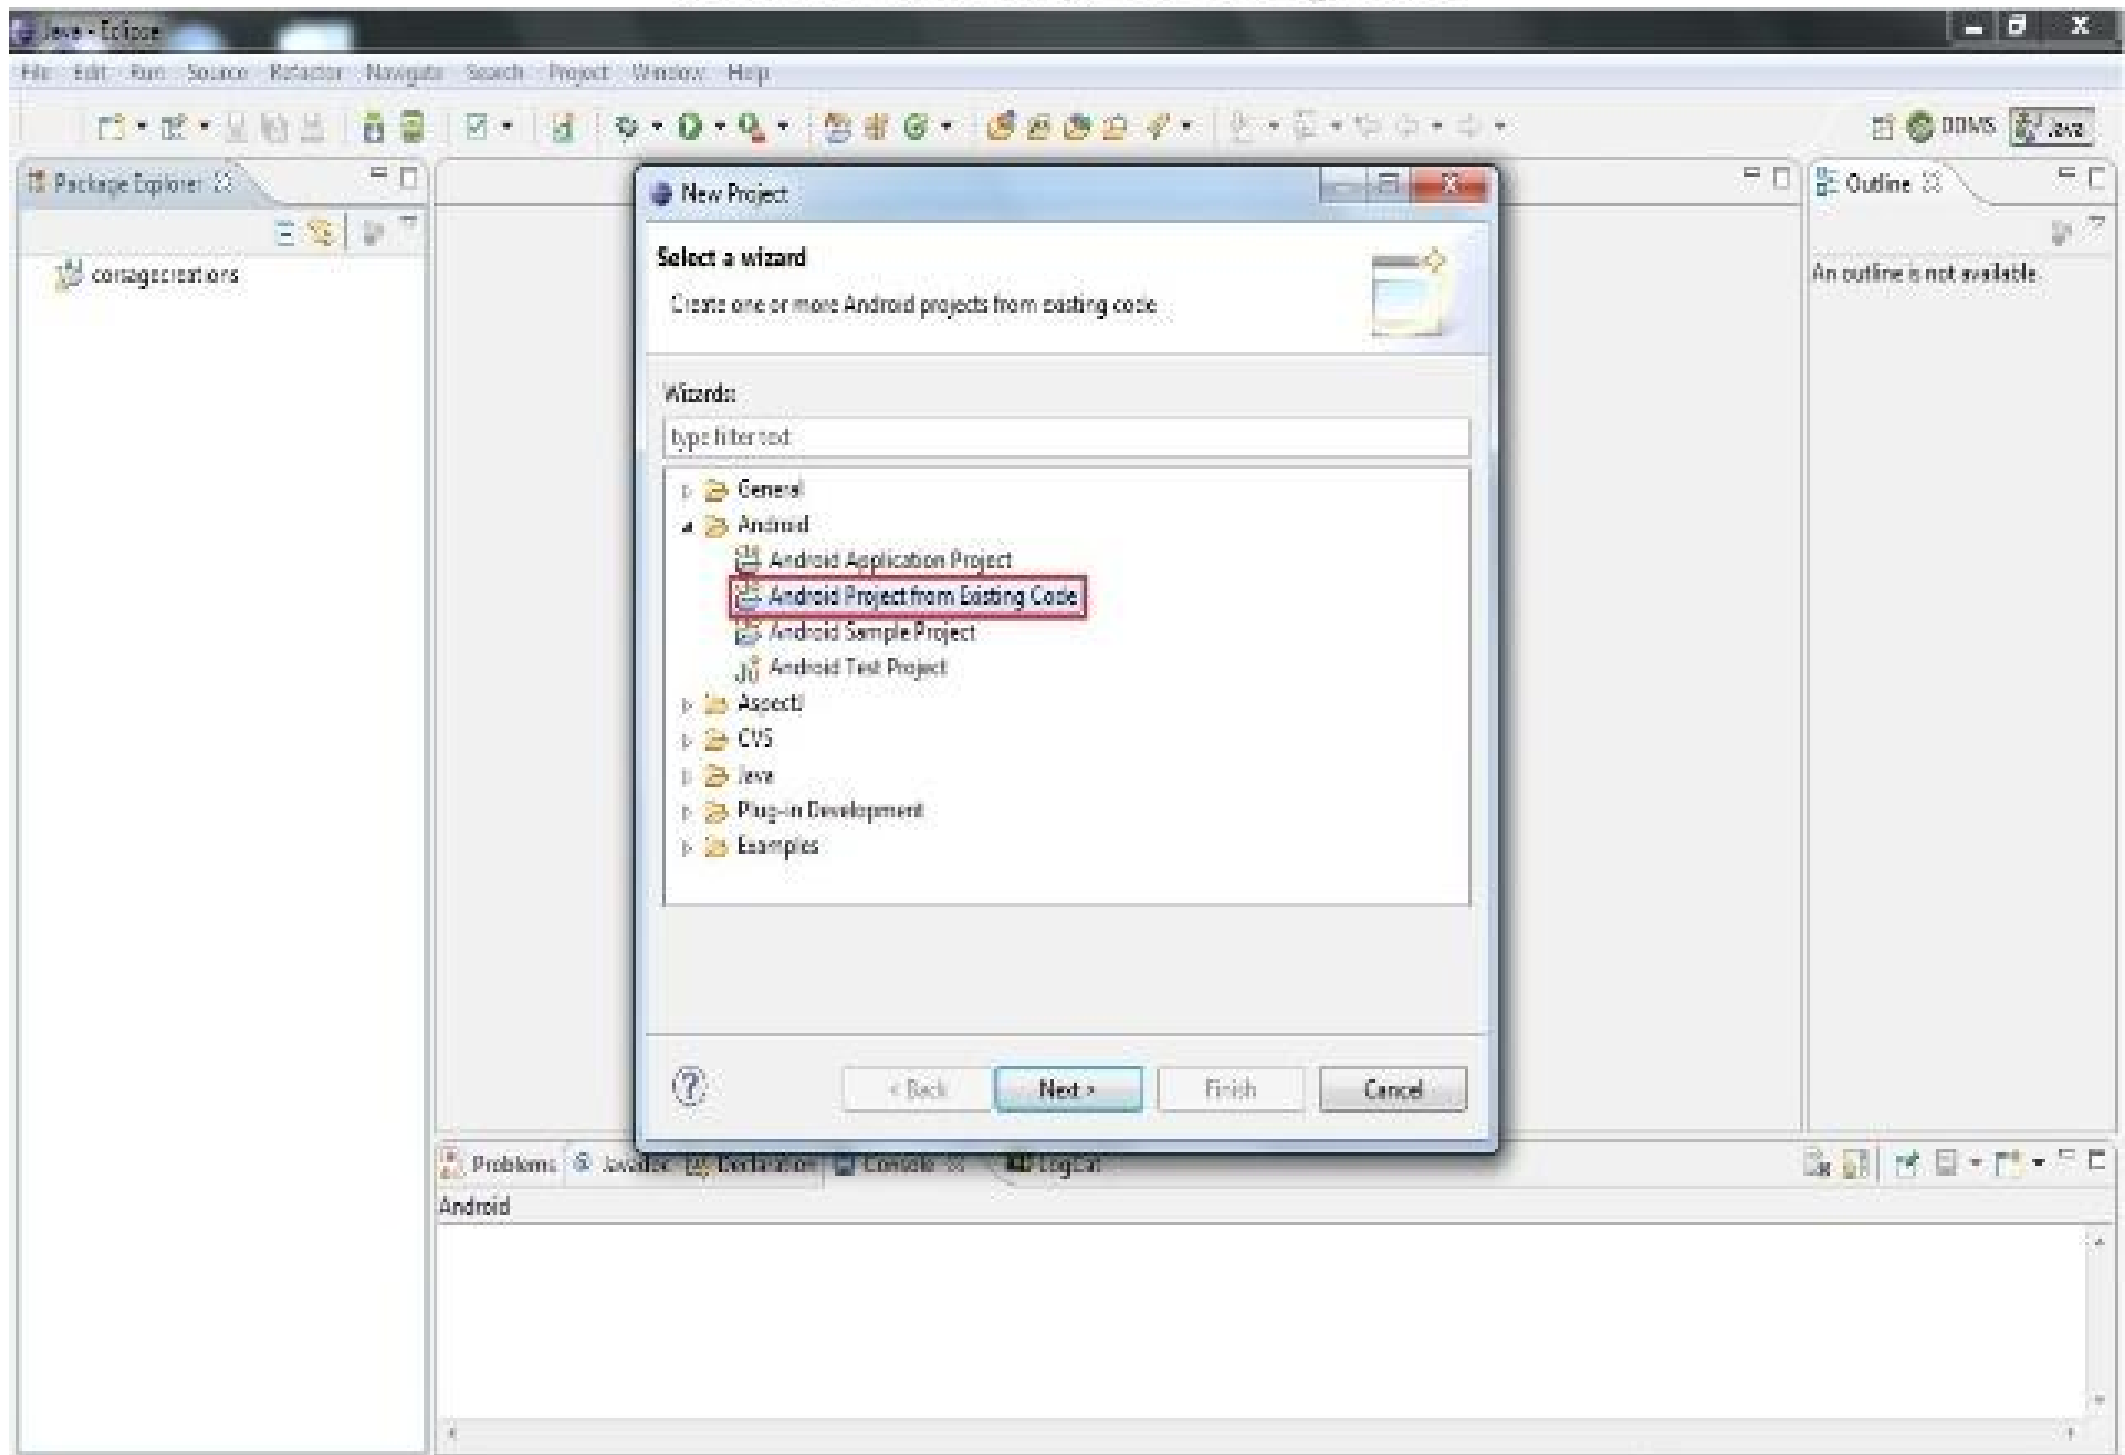 Java - Eclipse
File Edit Run Source Refactor Navigate Search Project Window Help
DDMS Java
Package Explorer
corsagecreations
New Project
Select a wizard
Create one or more Android projects from existing code
Wizards:
type filter text
General
Android
Android Application Project
Android Project from Existing Code
Android Sample Project
Android Test Project
AspectJ
CVS
Java
Plug-in Development
Examples
< Back Next > Finish Cancel
Outline
An outline is not available.
Problems @ Javadoc Declaration Console LogCat
Android